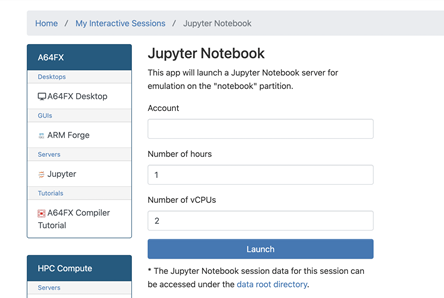 Home / My Interactive Sessions / Jupyter Notebook
A64FX
Desktops
A64FX Desktop
GUIs
ARM Forge
Servers
Jupyter
Tutorials
A64FX Compiler
Tutorial
HPC Compute
Servers
Jupyter Notebook
This app will launch a Jupyter Notebook server for
emulation on the "notebook" partition.
Account
Number of hours
1
Number of vCPUs
2
Launch
* The Jupyter Notebook session data for this session can
be accessed under the data root directory.